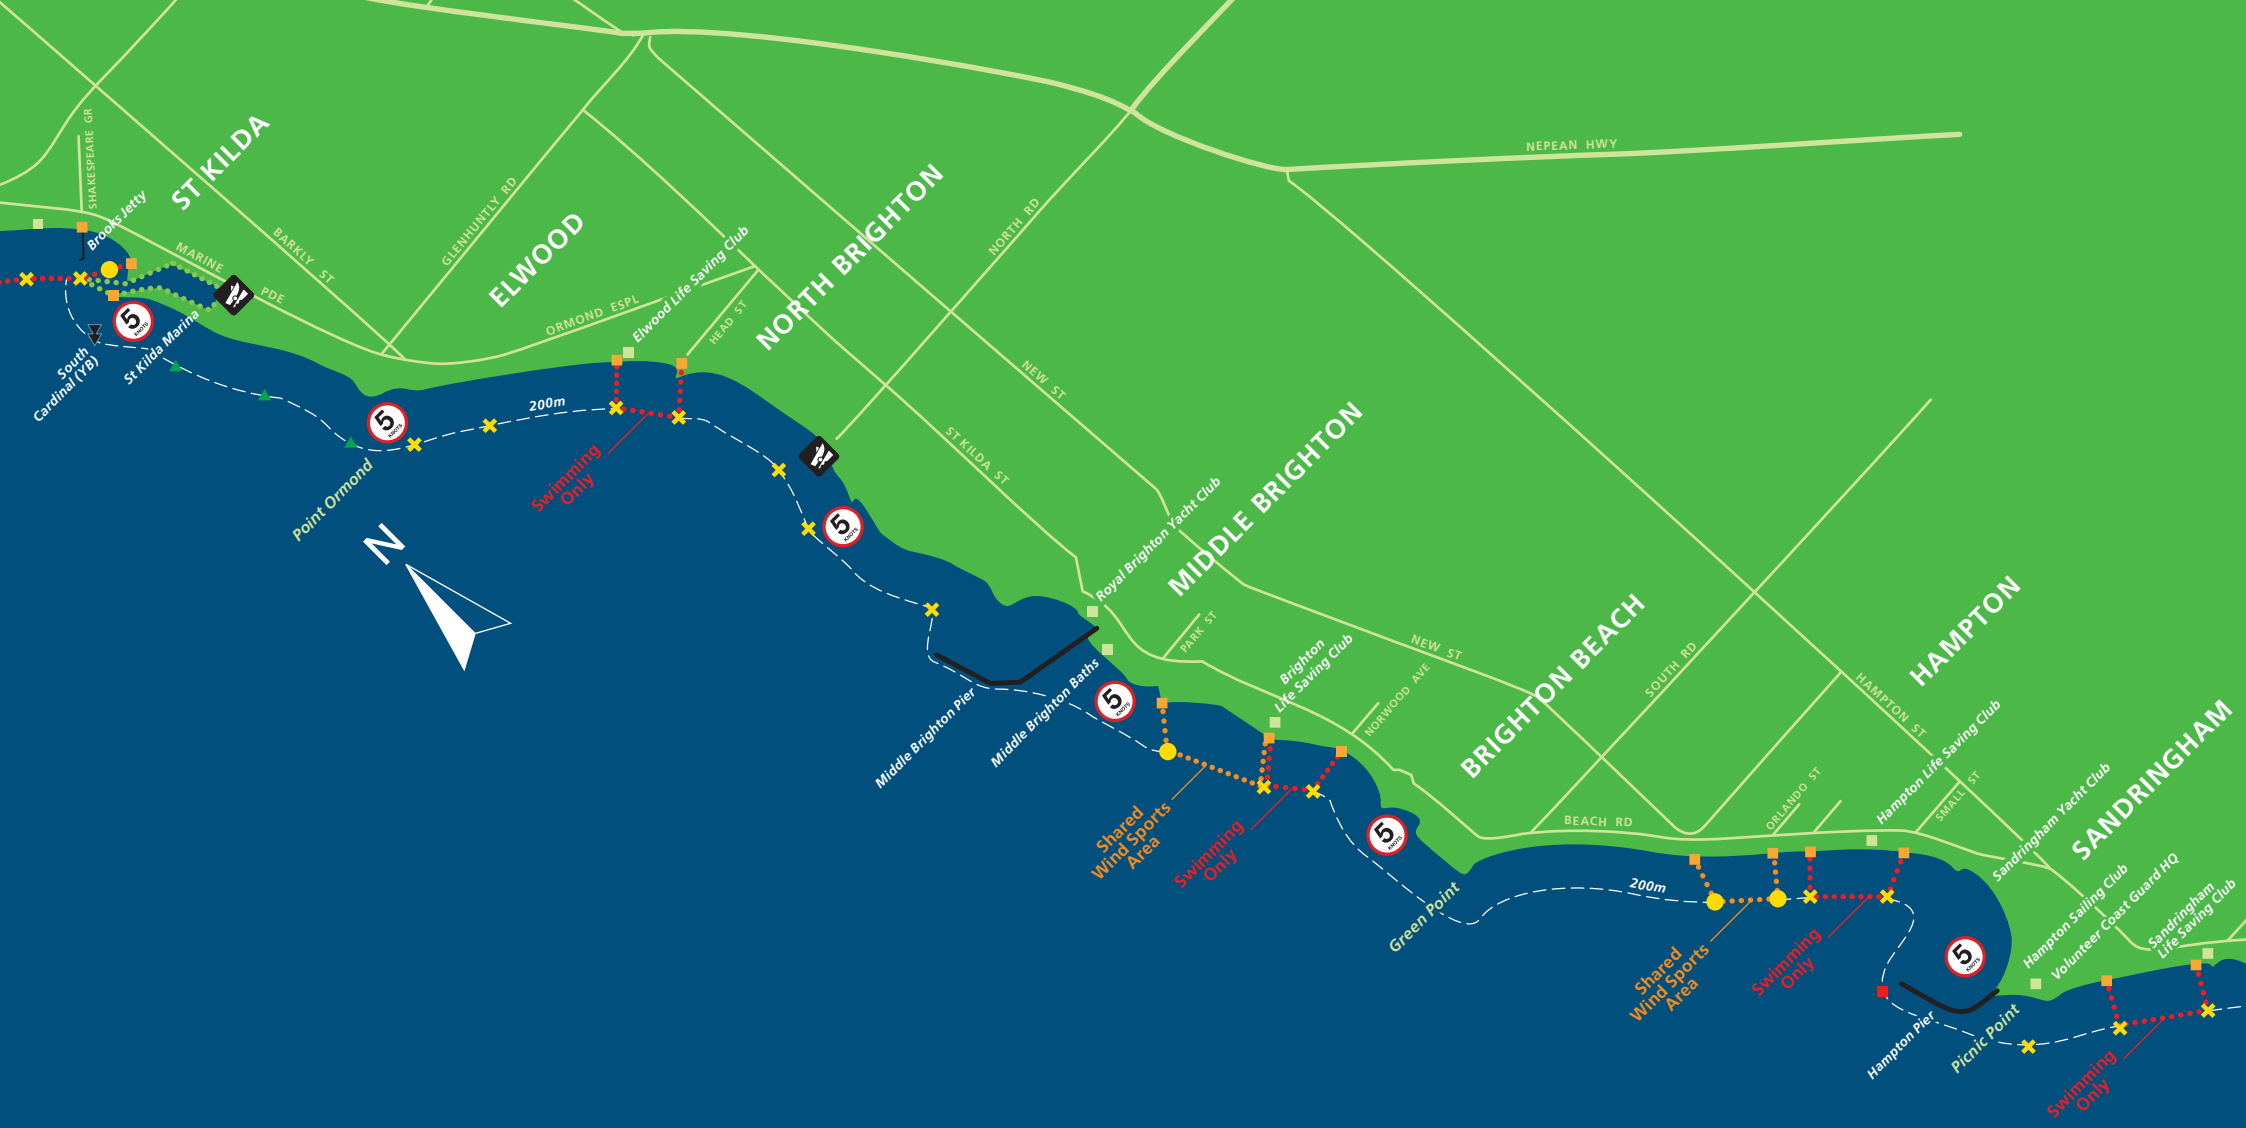 SHAKESPEARE GR
Brooks Jetty
ST KILDA
BARKLY ST
MARINE
PDE
5
KNOTS
South
Cardinal (YB)
St Kilda Marina
GLENHUNTLY RD
ELWOOD
ORMOND ESPL
Elwood Life Saving Club
HEAD ST
NORTH BRIGHTON
NORTH RD
NEPEAN HWY
5
KNOTS
Point Ormond
200m
Swimming
Only
N
NEW ST
ST KILDA ST
5
KNOTS
MIDDLE BRIGHTON
Royal Brighton Yacht Club
PARK ST
Middle Brighton Pier
Middle Brighton Baths
5
KNOTS
Brighton
Life Saving Club
NEW ST
NORWOOD AVE
Shared
Wind Sports
Area
Swimming
Only
5
KNOTS
BRIGHTON BEACH
SOUTH RD
Green Point
BEACH RD
200m
HAMPTON
HAMPTON ST
ORLANDO ST
Hampton Life Saving Club
SMALL ST
Shared
Wind Sports
Area
Swimming
Only
5
KNOTS
SANDRINGHAM
Sandringham Yacht Club
Hampton Sailing Club
Volunteer Coast Guard HQ
Sandringham
Life Saving Club
Hampton Pier
Picnic Point
Swimming
Only